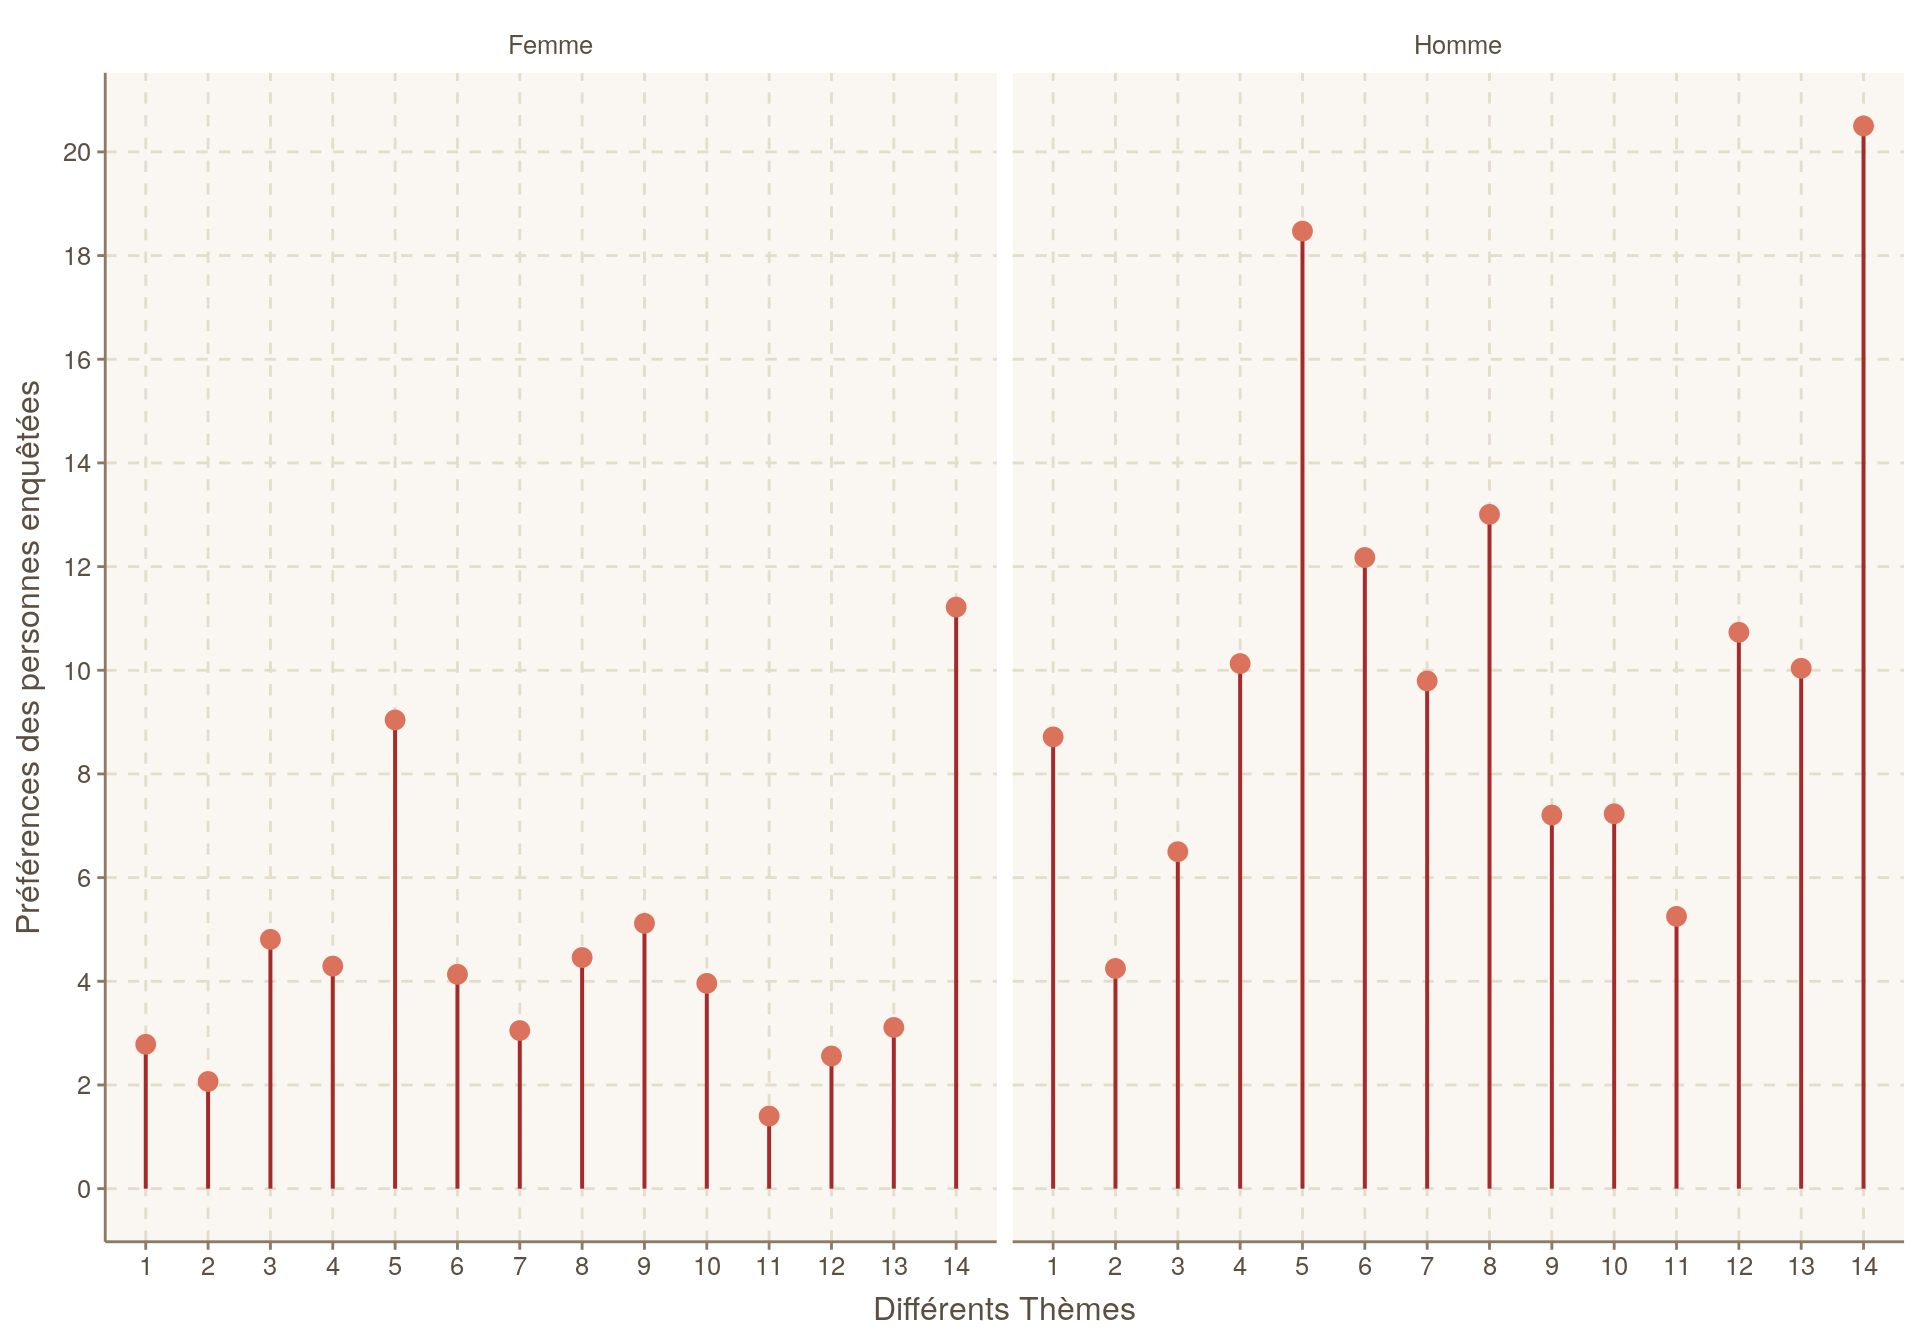 Femme Homme
Préférences des personnes enquêtées
20
18
16
14
12
10
8
6
4
2
0
1 2 3 4 5 6 7 8 9 10 11 12 13 14 1 2 3 4 5 6 7 8 9 10 11 12 13 14
Différents Thèmes